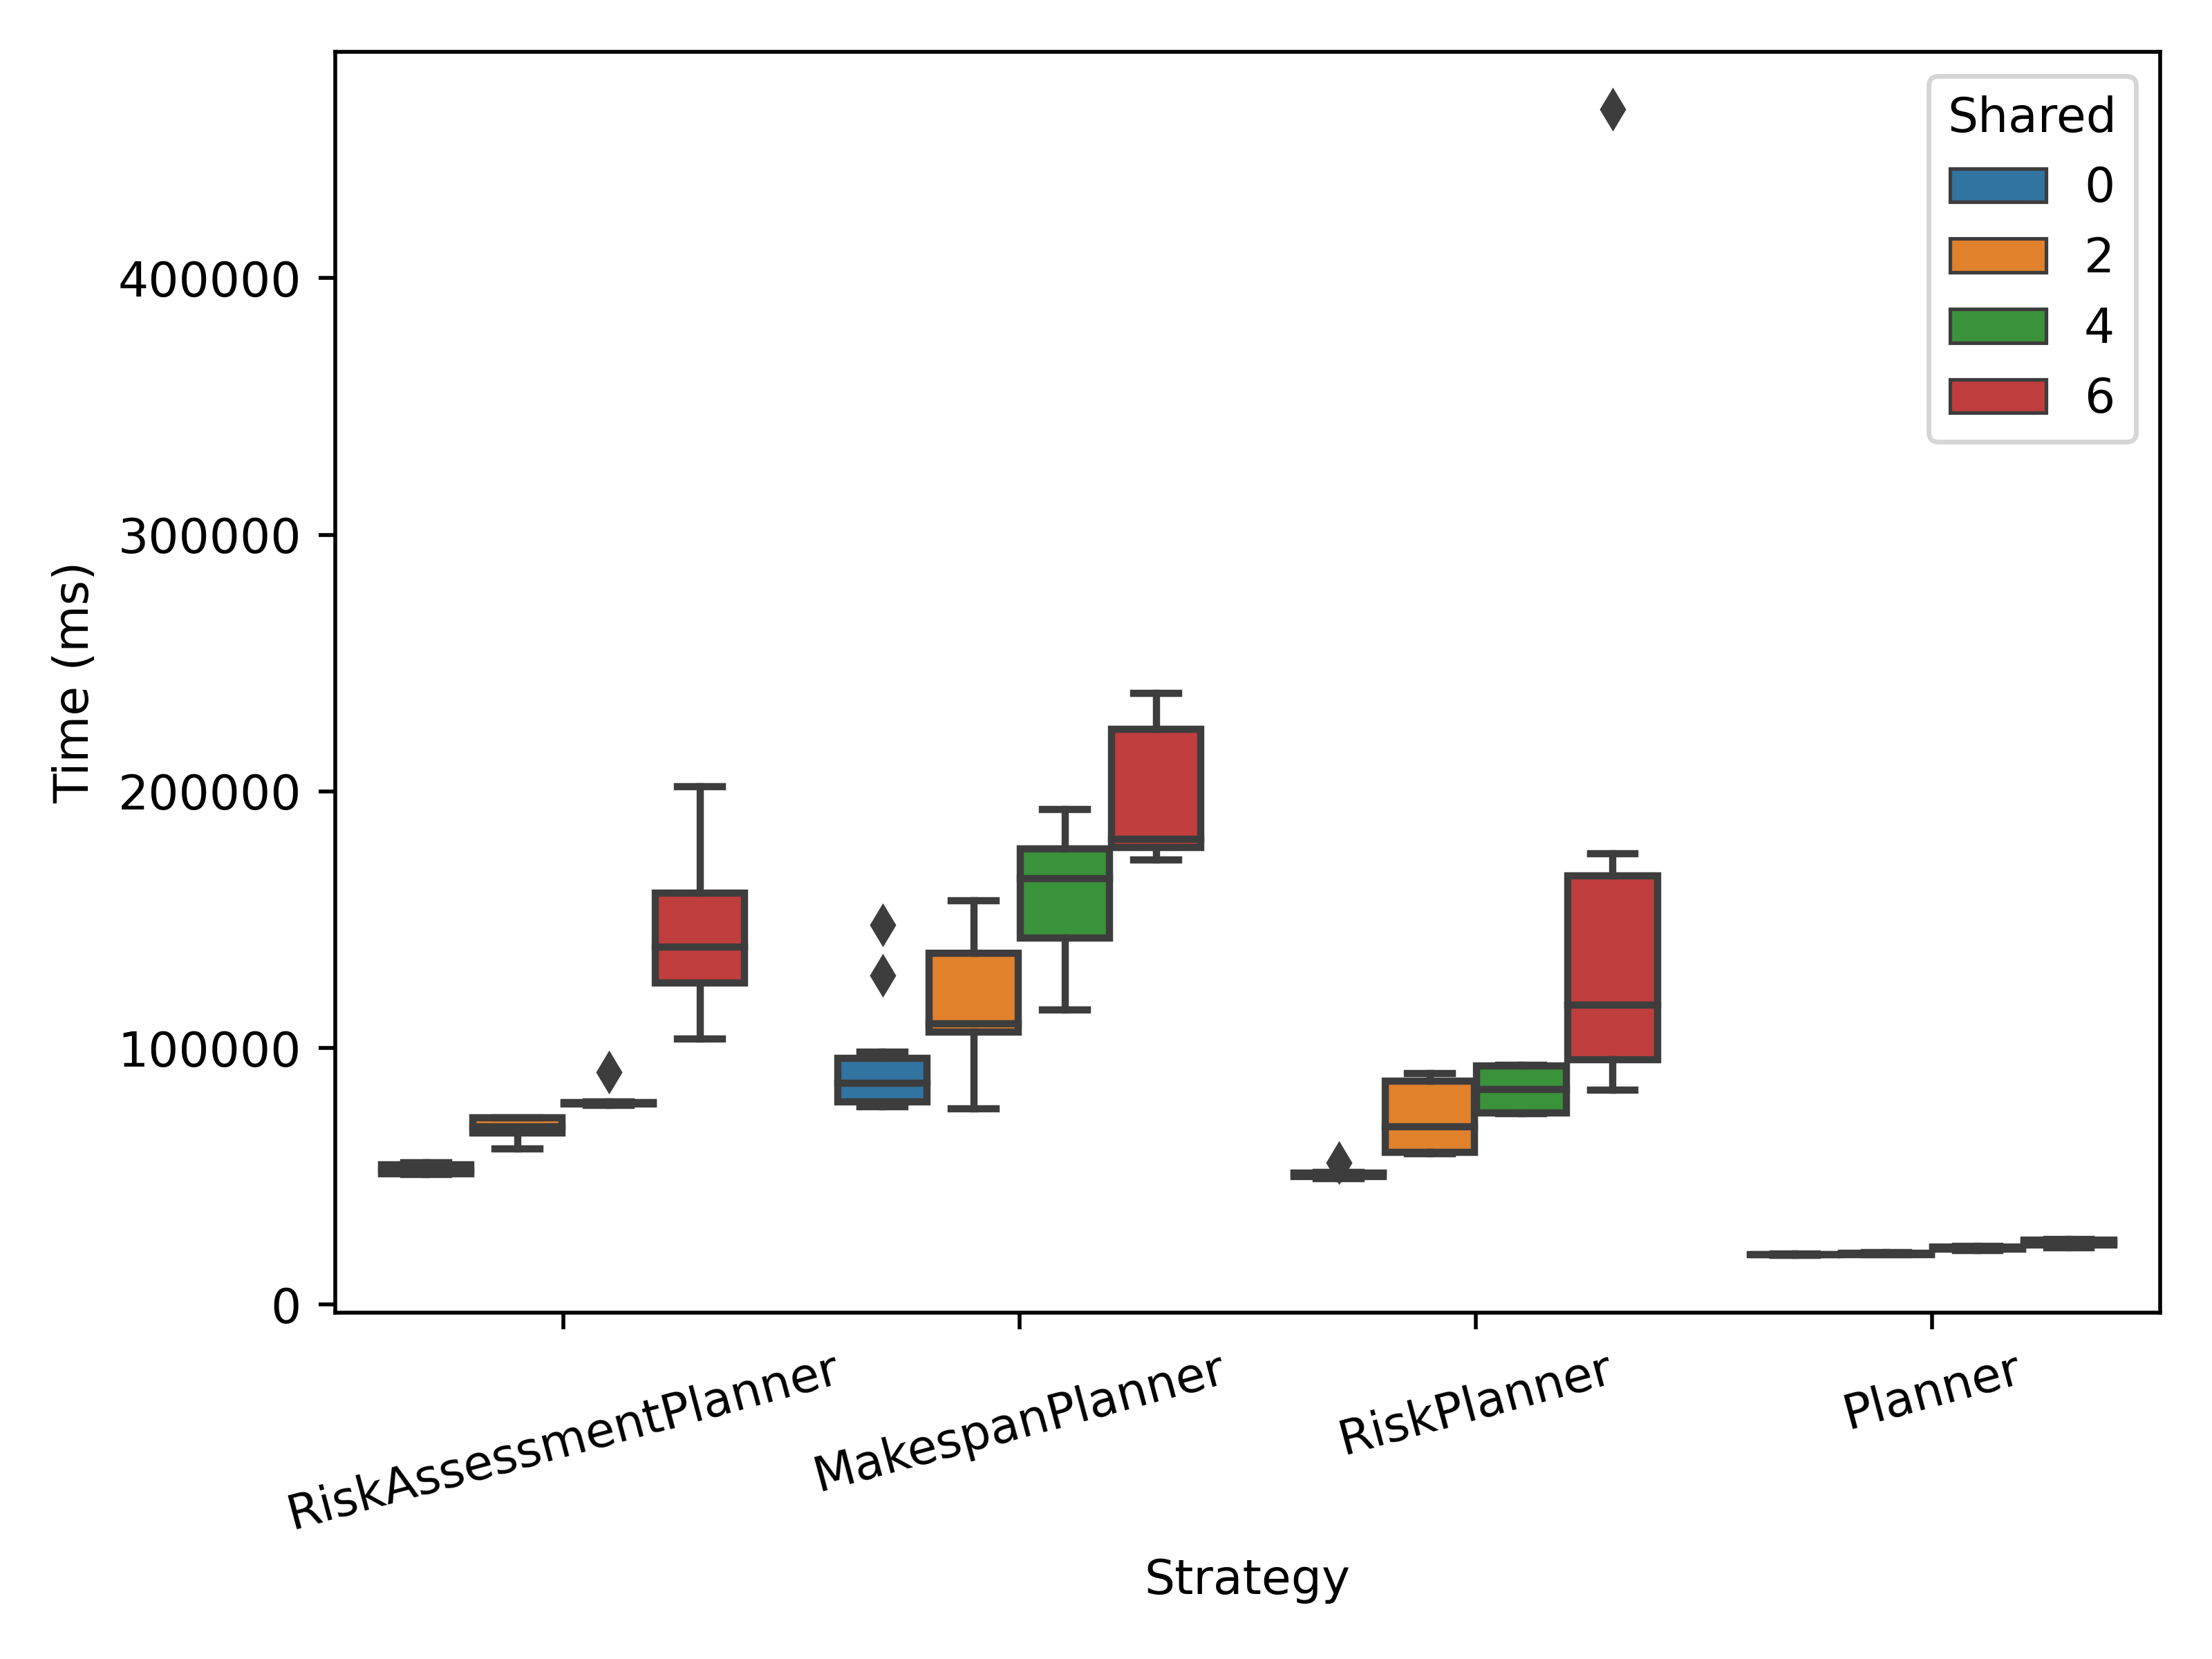 Shared
0
2
4
6
400000
300000
200000
100000
0
Time (ms)
RiskAssessmentPlanner
MakespanPlanner
RiskPlanner
Planner
Strategy